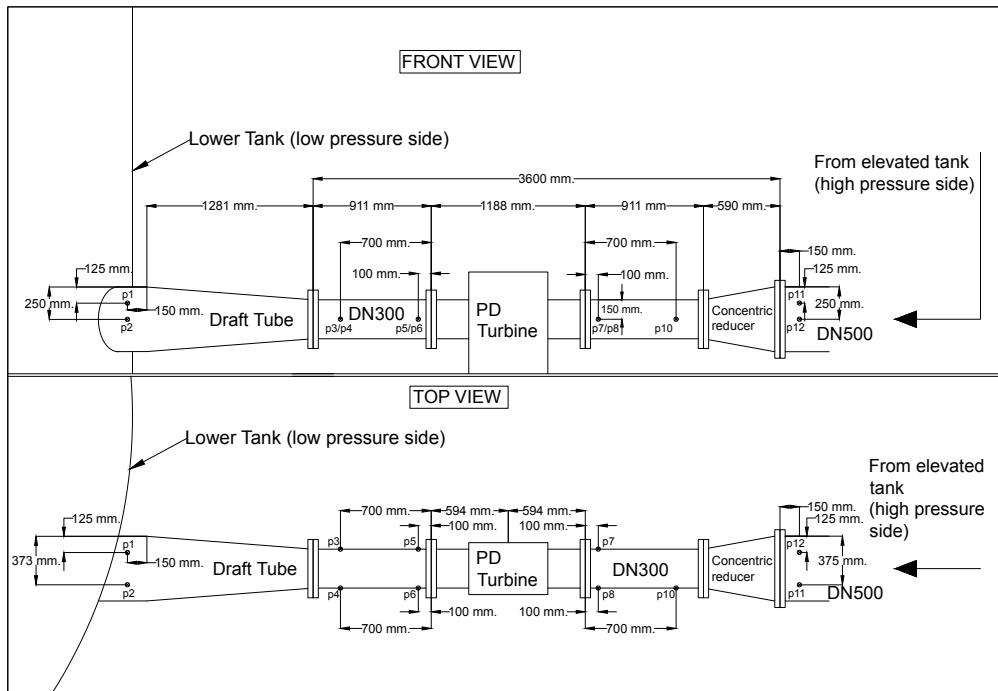 FRONT VIEW
Lower Tank (low pressure side)
From elevated tank
(high pressure side)
3600 mm.
1281 mm.
911 mm
1188 mm.
911 mm
590 mm.
700 mm.
700 mm.
150 mm.
125 mm.
125 mm.
100 mm.
100 mm.
250 mm.
p1
150 mm.
p2
Draft Tube
DN300
p3/p4
p5/p6
PD
Turbine
150 mm.
p7/p8
p10
Concentric
reducer
p11
250 mm.
p12
DN500
TOP VIEW
Lower Tank (low pressure side)
From elevated
tank
(high pressure
side)
700 mm.
594 mm.
594 mm.
150 mm.
125 mm.
125 mm.
100 mm.
100 mm.
p1
p3
p5
p7
p12
373 mm.
150 mm.
p2
Draft Tube
PD
Turbine
DN300
Concentric
reducer
375 mm.
p4
p6
p8
p10
p11
DN500
100 mm.
100 mm.
700 mm.
700 mm.